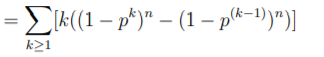 = \sum_{k \geq 1} [k((1 - p^k)^n - (1 - p^{(k-1)})^n)]